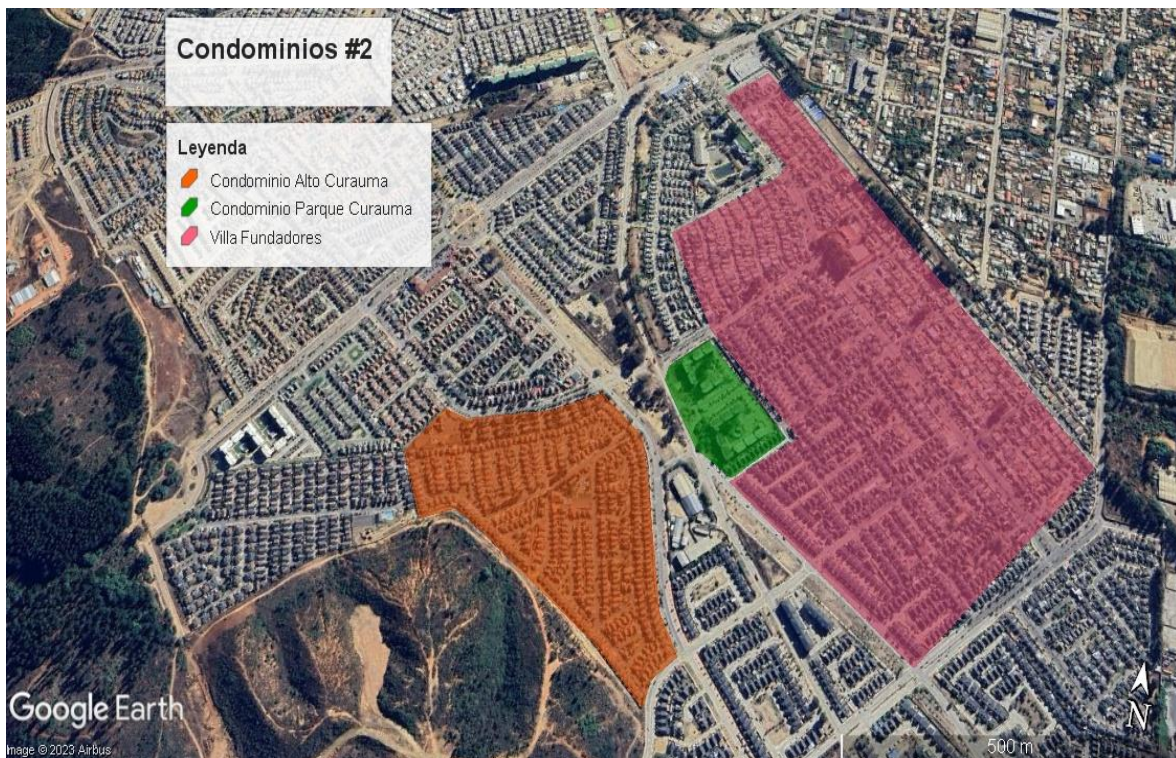 Condominios #2
Leyenda
Condominio Alto Curauma
Condominio Parque Curauma
Villa Fundadores
Google Earth
Image © 2023 Airbus
N
500 m